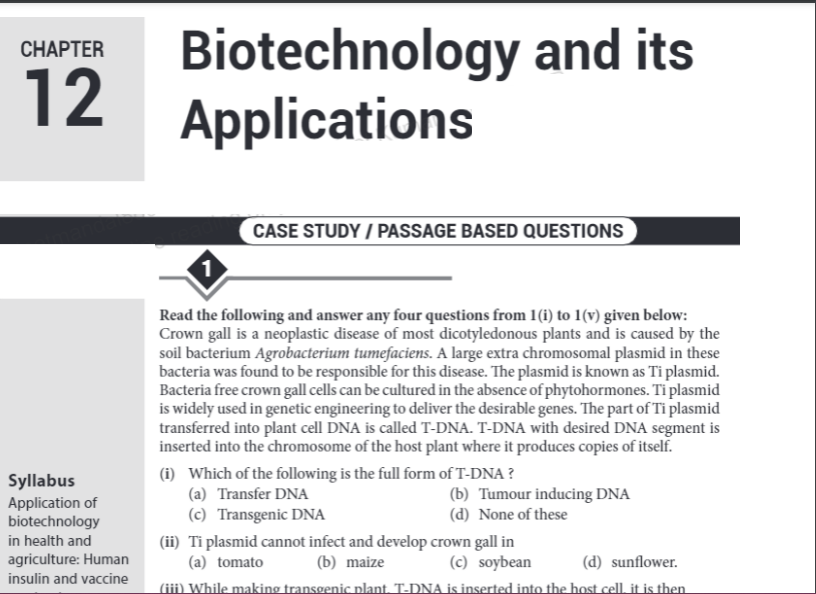 CHAPTER
12
Biotechnology and its
Applications
CASE STUDY / PASSAGE BASED QUESTIONS
1
Read the following and answer any four questions from 1(i) to 1(v) given below:
Crown gall is a neoplastic disease of most dicotyledonous plants and is caused by the
soil bacterium Agrobacterium tumefaciens. A large extra chromosomal plasmid in these
bacteria was found to be responsible for this disease. The plasmid is known as Ti plasmid.
Bacteria free crown gall cells can be cultured in the absence of phytohormones. Ti plasmid
is widely used in genetic engineering to deliver the desirable genes. The part of Ti plasmid
transferred into plant cell DNA is called T-DNA. T-DNA with desired DNA segment is
inserted into the chromosome of the host plant where it produces copies of itself.
(i) Which of the following is the full form of T-DNA ?
(a) Transfer DNA (b) Tumour inducing DNA
(c) Transgenic DNA (d) None of these
(ii) Ti plasmid cannot infect and develop crown gall in
(a) tomato (b) maize (c) soybean (d) sunflower.
(iii) While making transgenic plant, T-DNA is inserted into the host cell, it is then
Syllabus
Application of
biotechnology
in health and
agriculture: Human
insulin and vaccine